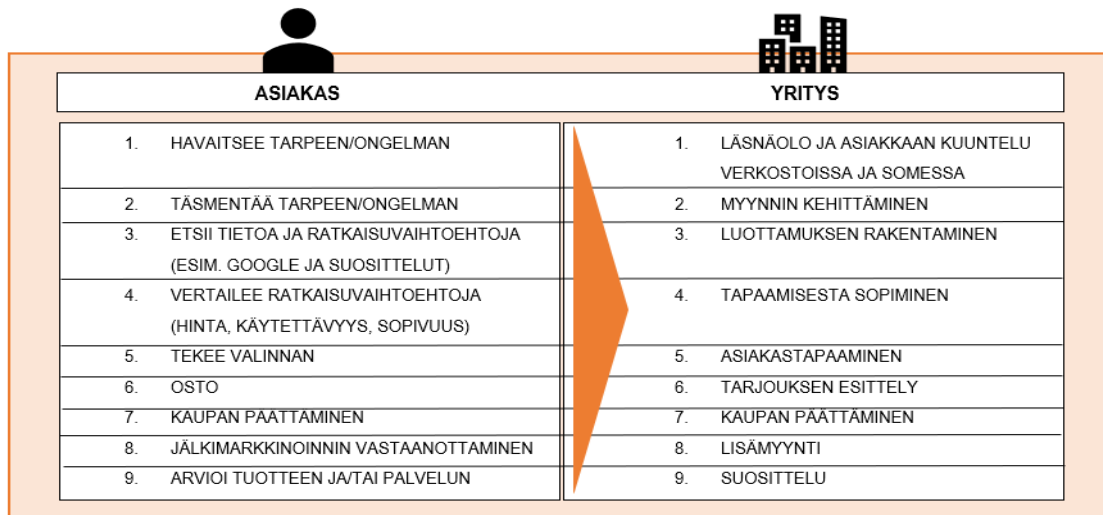 ASIAKAS
YRITYS
1. HAVAITSEE TARPEEN/ONGELMAN
1. LÄSNÄOLO JA ASIAKKAAN KUUNTELU
VERKOSTOISSA JA SOMESSA
2. TÄSMENTÄÄ TARPEEN/ONGELMAN
2. MYYNNIN KEHITTÄMINEN
3. ETSII TIETOA JA RATKAISUVAIHTOEHTOJA
(ESIM. GOOGLE JA SUOSITTELUT)
3. LUOTTAMUKSEN RAKENTAMINEN
4. VERTAILEE RATKAISUVAIHTOEHTOJA
(HINTA, KÄYTETTÄVYYS, SOPIVUUS)
4. TAPAAMISESTA SOPIMINEN
5. TEKEE VALINNAN
5. ASIAKASTAPAAMINEN
6. OSTO
6. TARJOUKSEN ESITTELY
7. KAUPAN PÄÄTTÄMINEN
7. KAUPAN PÄÄTTÄMINEN
8. JÄLKIMARKKINOINNIN VASTAANOTTAMINEN
8. LISÄMYYNTI
9. ARVIOI TUOTTEEN JA/TAI PALVELUN
9. SUOSITTELU